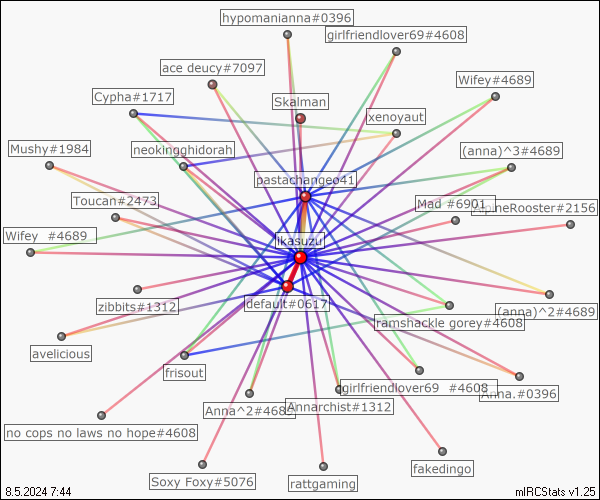 hypomanianna#0396
girlfriendlover69#4608
ace deucy#7097
Wifey#4689
Cypha#1717
Skalman
xenoyaut
Mushy#1984
neokingghidorah
(anna)^3#4689
pastachangeo41
Toucan#2473
Mad #6901
AlpineRooster#2156
Wifey  #4689
ikasuzu
zibbits#1312
default#0617
(anna)^2#4689
ramshackle gorey#4608
avelicious
frisout
girlfriendlover69  #4608
Anna.#0396
Anna^2#4689
Annarchist#1312
no cops no laws no hope#4608
fakedingo
Soxy Foxy#5076
rattgaming
8.5.2024 7:44
mIRCStats v1.25